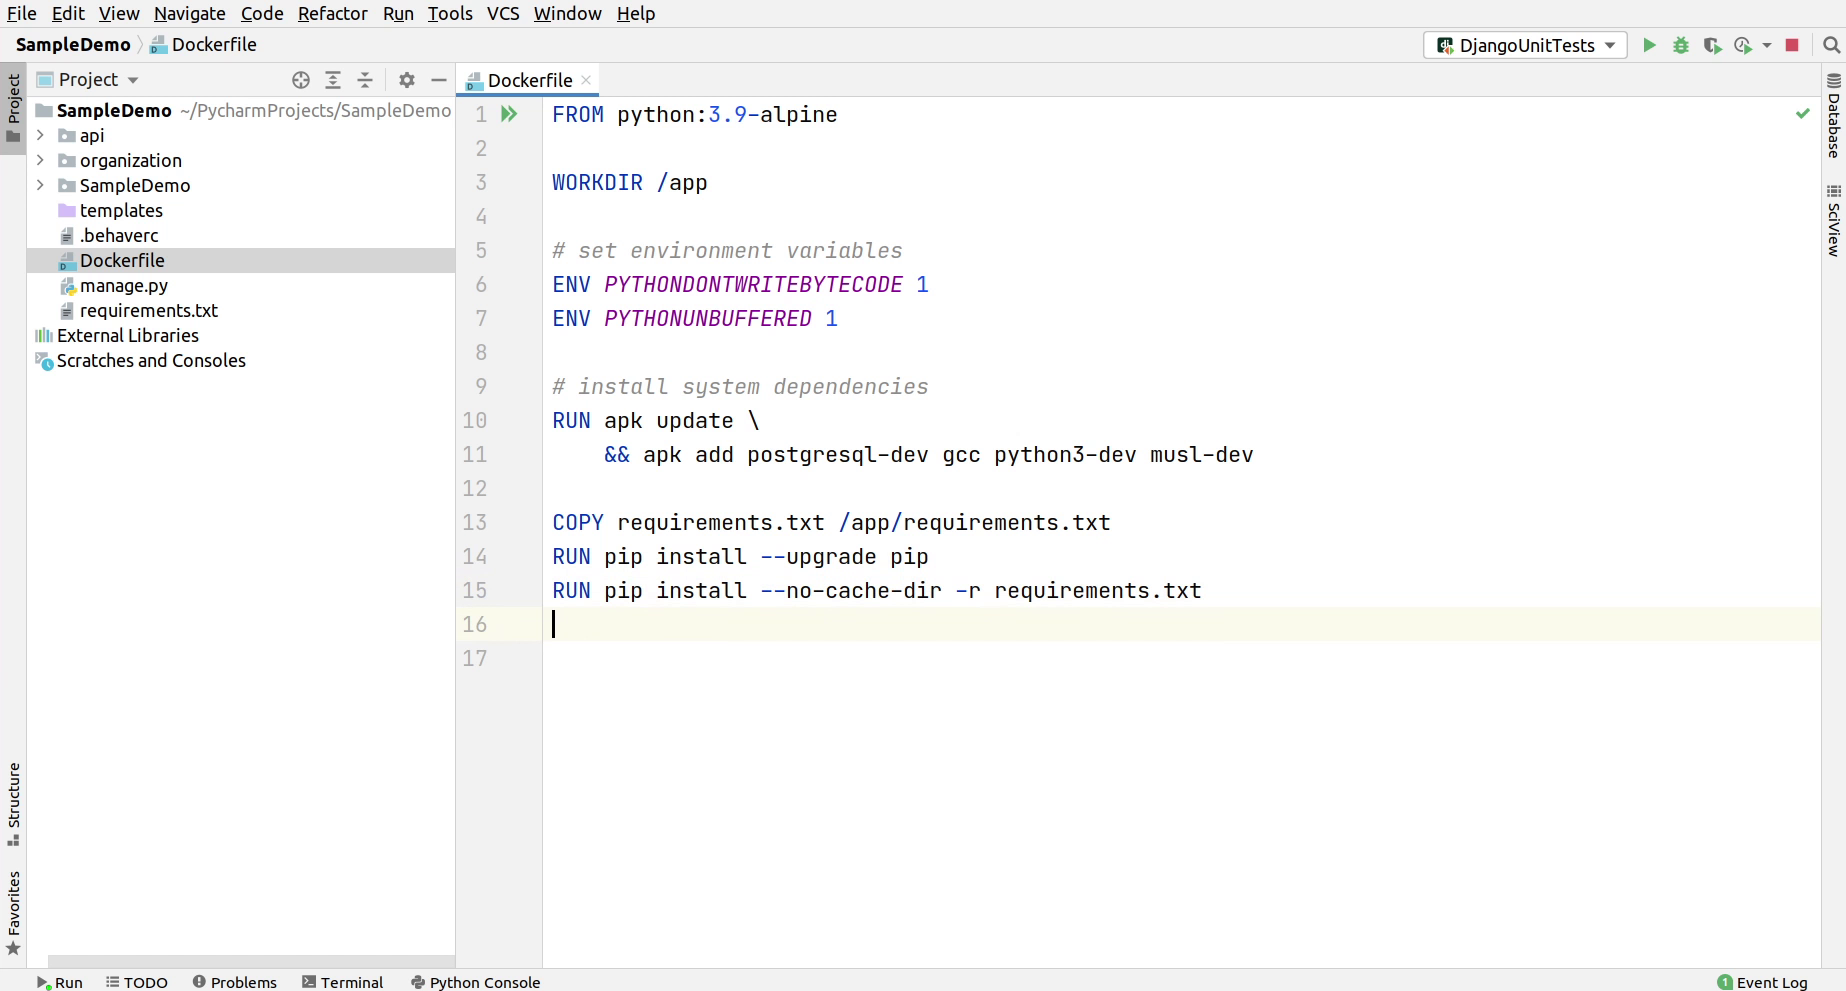 File Edit View Navigate Code Refactor Run Tools VCS Window Help
SampleDemo Dockerfile DjangoUnitTests
Project
Project
Dockerfile
SampleDemo ~/PycharmProjects/SampleDemo
api
organization
SampleDemo
templates
.behaverc
Dockerfile
manage.py
requirements.txt
External Libraries
Scratches and Consoles
1 FROM python:3.9-alpine
2
3 WORKDIR /app
4
5 # set environment variables
6 ENV PYTHONDONTWRITEBYTECODE 1
7 ENV PYTHONUNBUFFERED 1
8
9 # install system dependencies
10 RUN apk update \
11 && apk add postgresql-dev gcc python3-dev musl-dev
12
13 COPY requirements.txt /app/requirements.txt
14 RUN pip install --upgrade pip
15 RUN pip install --no-cache-dir -r requirements.txt
16
17
Database
SciView
Structure
Favorites
Run TODO Problems Terminal Python Console 1 Event Log